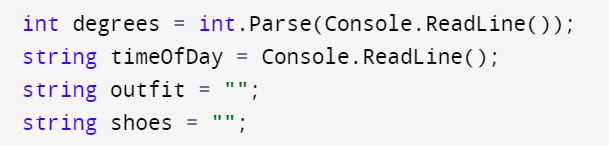 int degrees = int.Parse(Console.ReadLine());
string timeOfDay = Console.ReadLine();
string outfit = "";
string shoes = "";